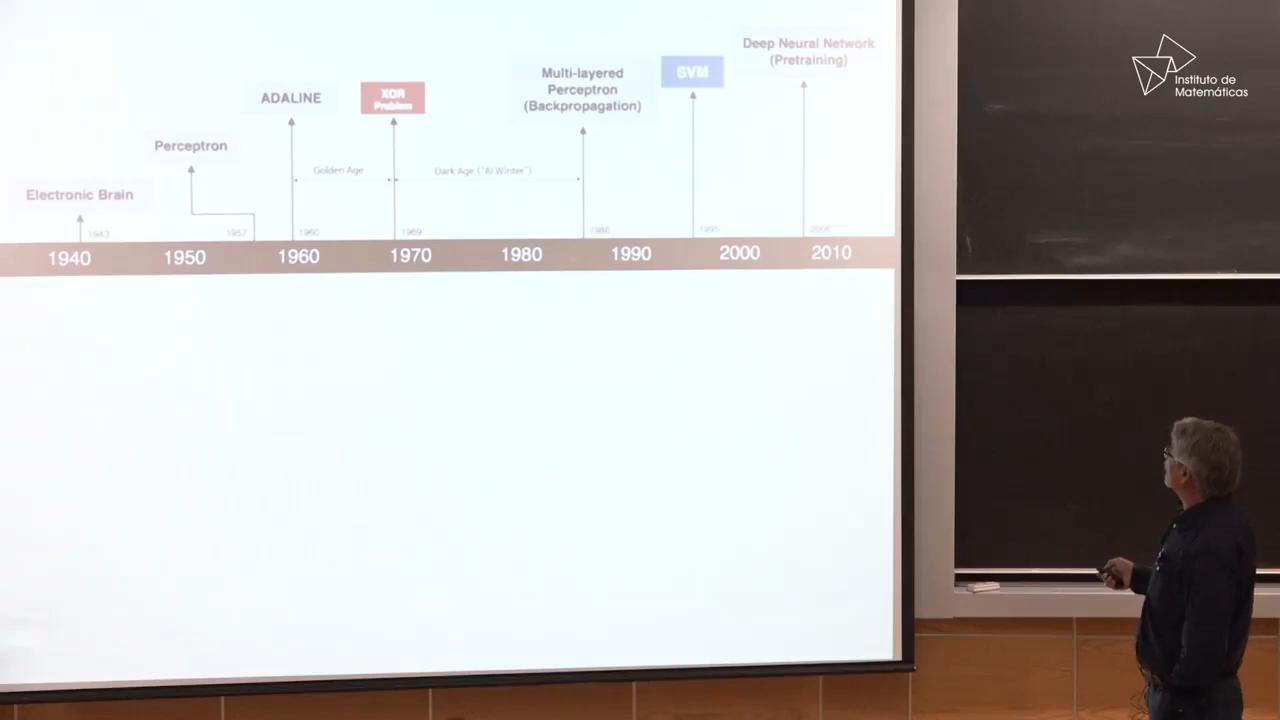 Deep Neural Network
(Pretraining)
Multi-layered
Perceptron
(Backpropagation)
SVM
ADALINE
XOR
Problem
Perceptron
Golden Age
Dark Age ("AI Winter")
Electronic Brain
1943
1957
1960
1969
1986
1995
2006
1940
1950
1960
1970
1980
1990
2000
2010
Instituto de
Matemáticas